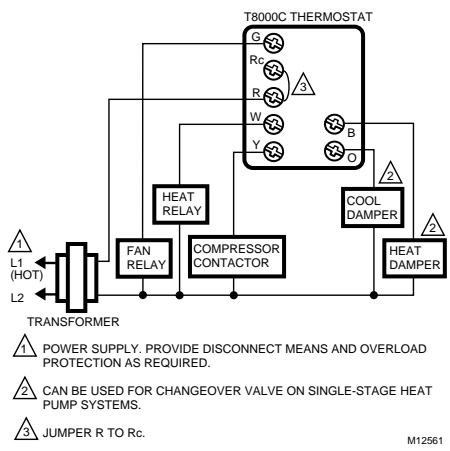 T8000C THERMOSTAT
G
Rc
R
W
Y
3
B
O
HEAT
RELAY
2
COOL
DAMPER
2
1
L1
(HOT)
L2
FAN
RELAY
COMPRESSOR
CONTACTOR
HEAT
DAMPER
TRANSFORMER
1 POWER SUPPLY. PROVIDE DISCONNECT MEANS AND OVERLOAD
PROTECTION AS REQUIRED.
2 CAN BE USED FOR CHANGEOVER VALVE ON SINGLE-STAGE HEAT
PUMP SYSTEMS.
3 JUMPER R TO Rc.
M12561